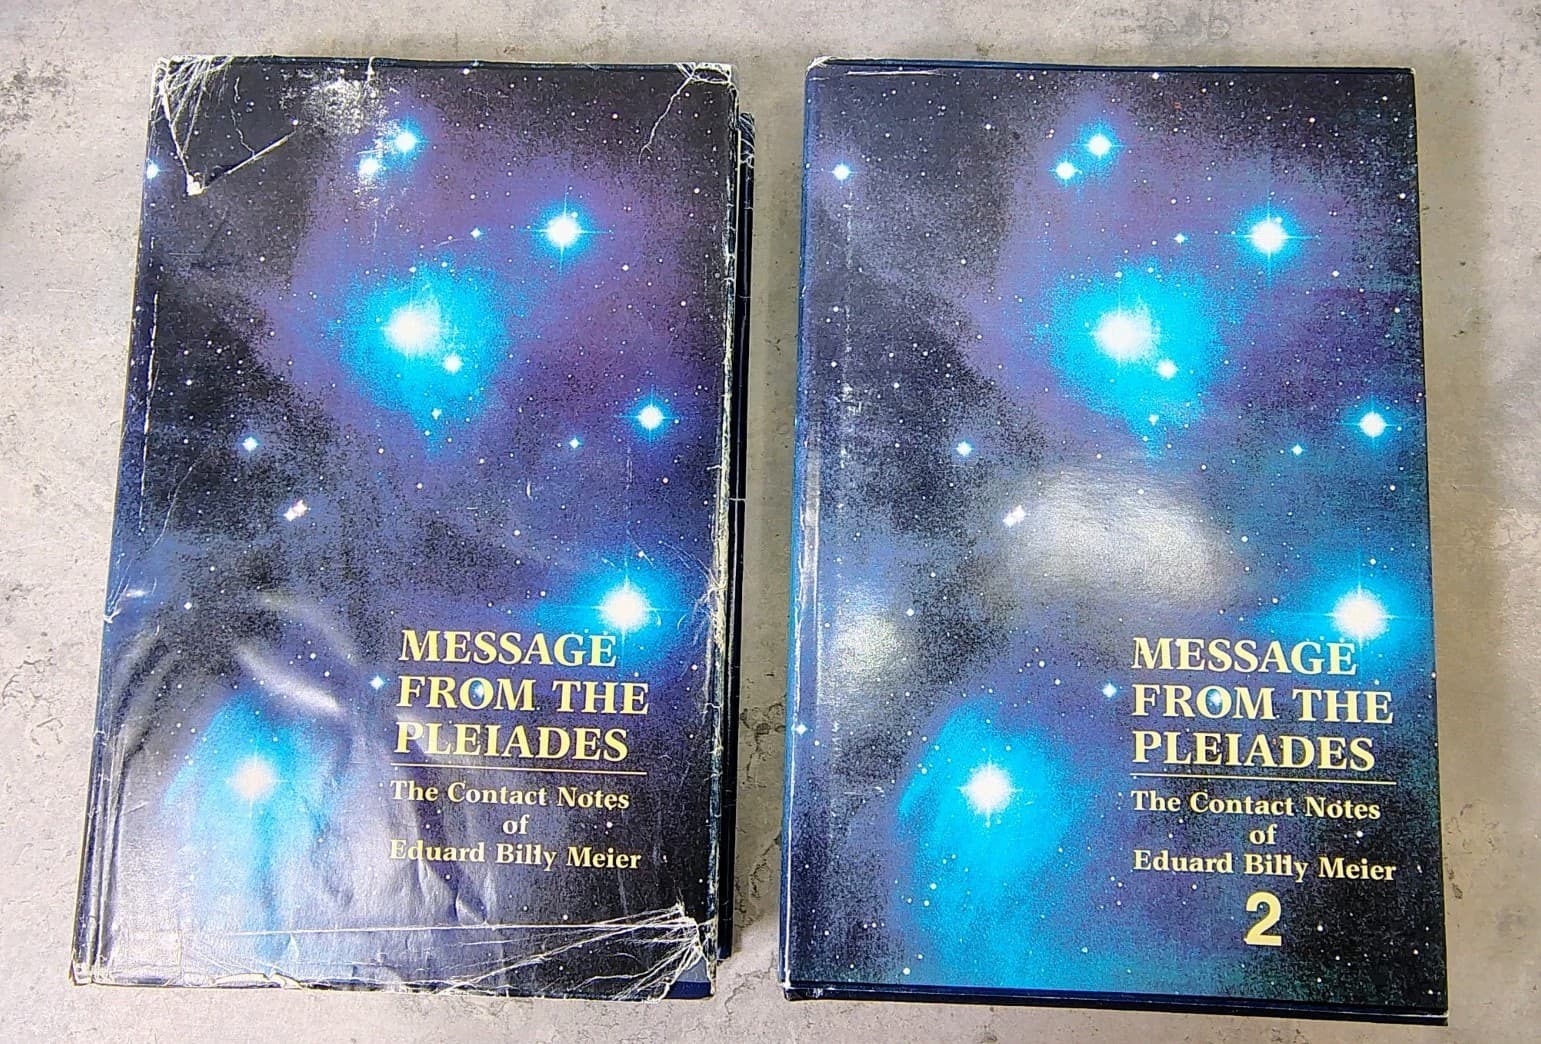 MESSAGE
FROM THE
PLEIADES
The Contact Notes
of
Eduard Billy Meier
MESSAGE
FROM THE
PLEIADES
The Contact Notes
of
Eduard Billy Meier
2